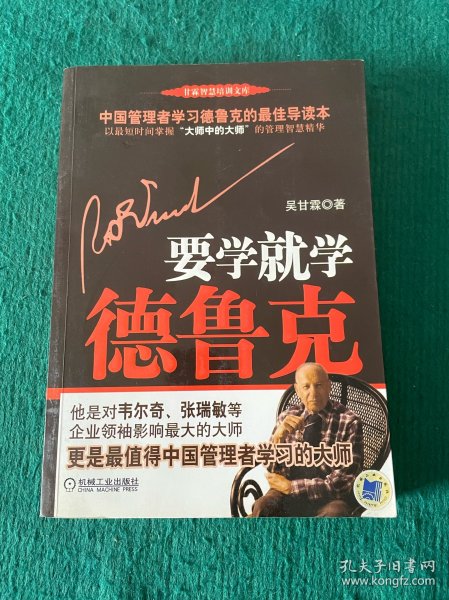 甘霖智慧培训文库
中国管理者学习德鲁克的最佳导读本
以最短时间掌握“大师中的大师”的管理智慧精华
吴甘霖◎著
要学就学
德鲁克
他是对韦尔奇、张瑞敏等
企业领袖影响最大的大师
更是最值得中国管理者学习的大师
机械工业出版社
CHINA MACHINE PRESS
孔夫子旧书网
www.kongfz.com